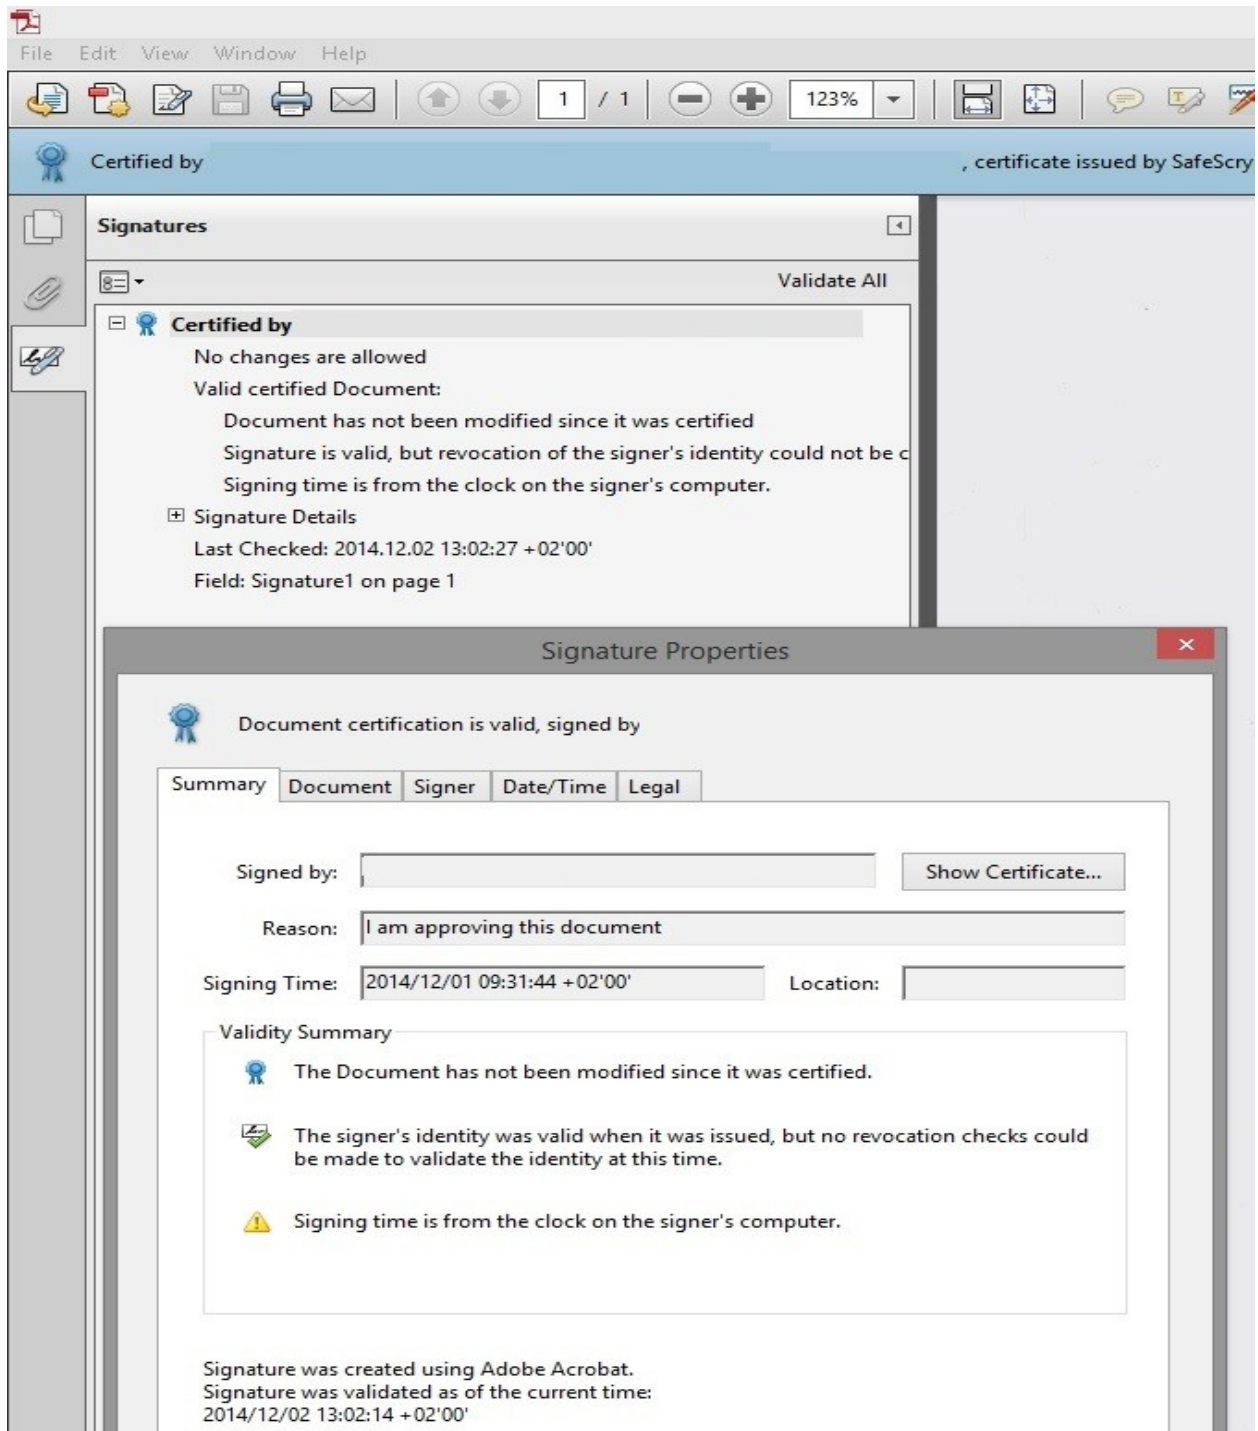 File Edit View Window Help
1 / 1 123%
Certified by , certificate issued by SafeScry
Signatures
Validate All
Certified by
No changes are allowed
Valid certified Document:
Document has not been modified since it was certified
Signature is valid, but revocation of the signer's identity could not be c
Signing time is from the clock on the signer's computer.
Signature Details
Last Checked: 2014.12.02 13:02:27 +02'00'
Field: Signature1 on page 1
Signature Properties
Document certification is valid, signed by
Summary Document Signer Date/Time Legal
Signed by: Show Certificate...
Reason: I am approving this document
Signing Time: 2014/12/01 09:31:44 +02'00' Location:
Validity Summary
The Document has not been modified since it was certified.
The signer's identity was valid when it was issued, but no revocation checks could
be made to validate the identity at this time.
Signing time is from the clock on the signer's computer.
Signature was created using Adobe Acrobat.
Signature was validated as of the current time:
2014/12/02 13:02:14 +02'00'